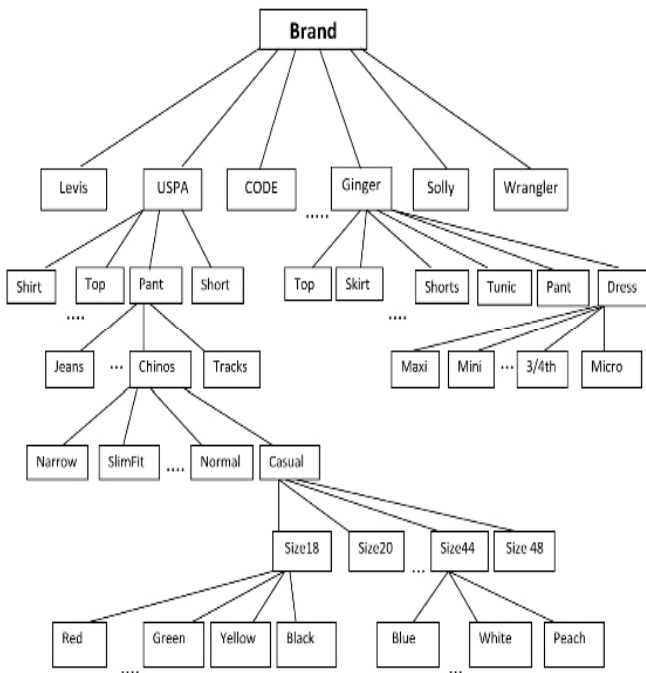 Brand
Levis USPA CODE ..... Ginger Solly Wrangler
Shirt .... Top Pant Short Top Skirt .... Shorts Tunic Pant Dress
Jeans ... Chinos Tracks Maxi Mini ... 3/4th Micro
Narrow SlimFit .... Normal Casual
Size18 Size20 ... Size44 Size 48
Red .... Green Yellow Black Blue ... White Peach